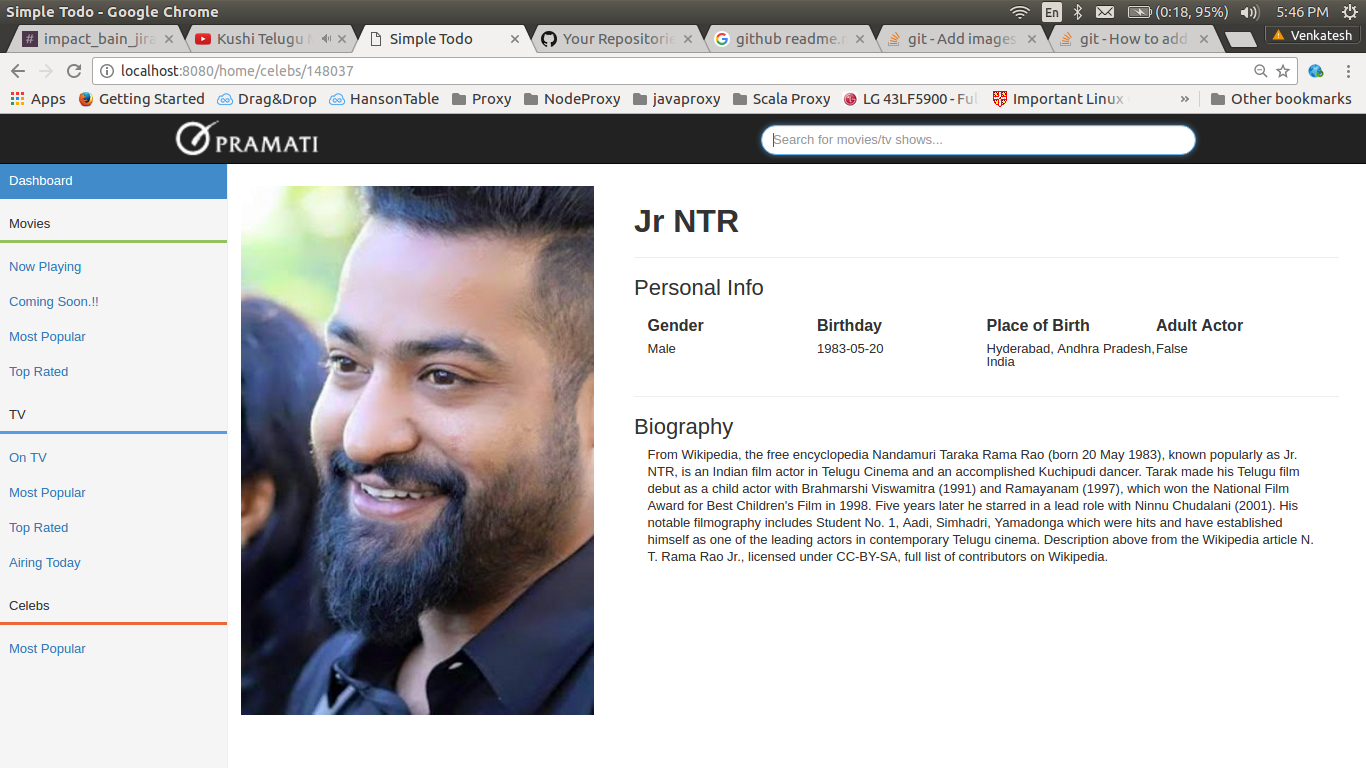 Simple Todo - Google Chrome
En
(0:18, 95%)
5:46 PM
# impact_bain_jira
Kushi Telugu
Simple Todo
Your Repositorie
github readme.m
git - Add images
git - How to add
Venkatesh
localhost:8080/home/celebs/148037
Apps
Getting Started
Drag&Drop
HansonTable
Proxy
NodeProxy
javaproxy
Scala Proxy
LG 43LF5900 - Ful
Important Linux
»
Other bookmarks
PRAMATI
Search for movies/tv shows...
Dashboard
Movies
Now Playing
Coming Soon.!!
Most Popular
Top Rated
TV
On TV
Most Popular
Top Rated
Airing Today
Celebs
Most Popular
Jr NTR
Personal Info
Gender
Male
Birthday
1983-05-20
Place of Birth
Hyderabad, Andhra Pradesh,
India
Adult Actor
False
Biography
From Wikipedia, the free encyclopedia Nandamuri Taraka Rama Rao (born 20 May 1983), known popularly as Jr.
NTR, is an Indian film actor in Telugu Cinema and an accomplished Kuchipudi dancer. Tarak made his Telugu film
debut as a child actor with Brahmarshi Viswamitra (1991) and Ramayanam (1997), which won the National Film
Award for Best Children's Film in 1998. Five years later he starred in a lead role with Ninnu Chudalani (2001). His
notable filmography includes Student No. 1, Aadi, Simhadri, Yamadonga which were hits and have established
himself as one of the leading actors in contemporary Telugu cinema. Description above from the Wikipedia article N.
T. Rama Rao Jr., licensed under CC-BY-SA, full list of contributors on Wikipedia.